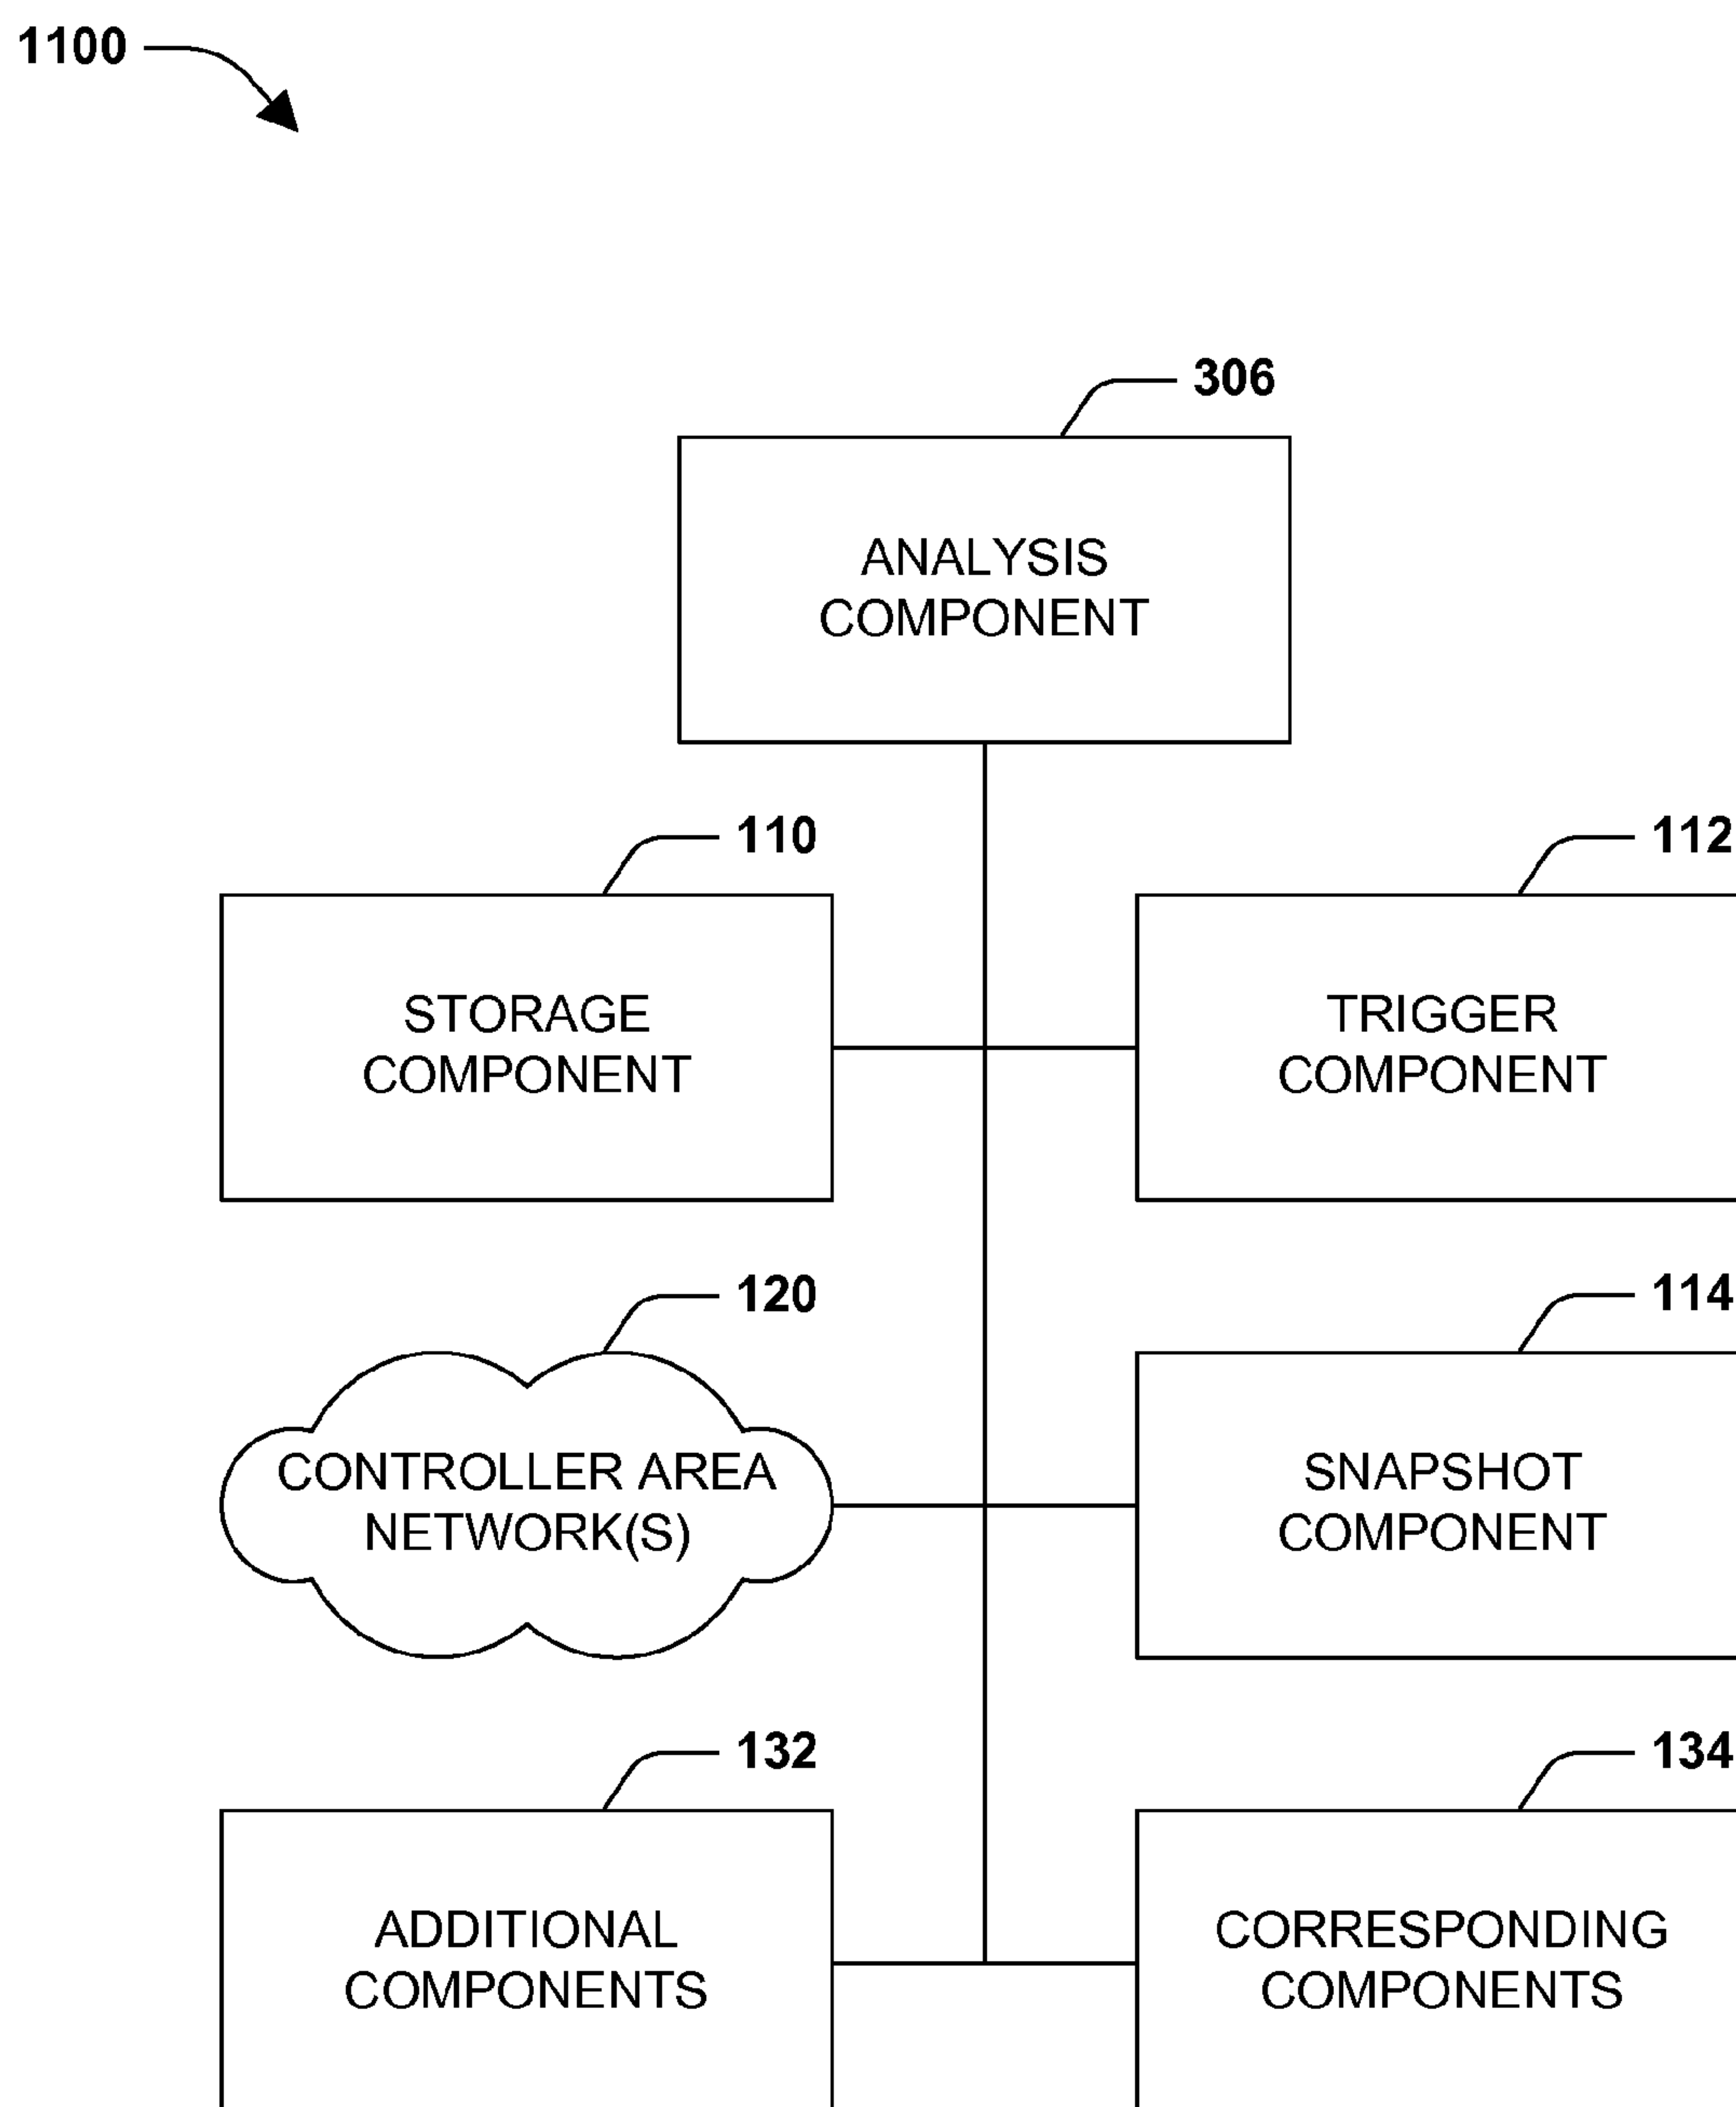 1100
306
ANALYSIS
COMPONENT
110
112
STORAGE
COMPONENT
TRIGGER
COMPONENT
120
114
CONTROLLER AREA
NETWORK(S)
SNAPSHOT
COMPONENT
132
134
ADDITIONAL
COMPONENTS
CORRESPONDING
COMPONENTS